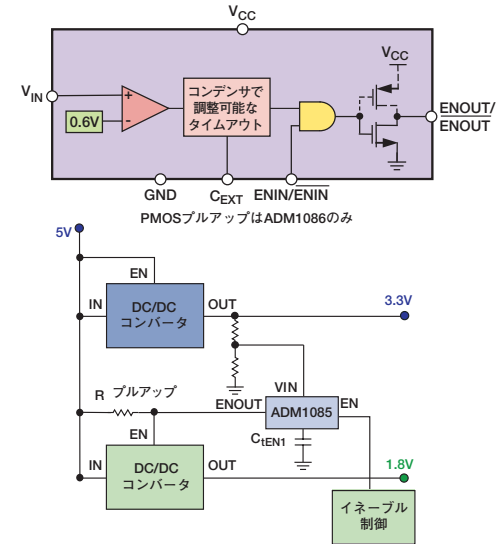 VCC
VIN
+
-
0.6V
コンデンサで
調整可能な
タイムアウト
VCC
ENOUT/
ENOUT
GND
CEXT
ENIN/ENIN
PMOSプルアップはADM1086のみ
5V
EN
IN
DC/DC
コンバータ
OUT
3.3V
R プルアップ
VIN
ENOUT
ADM1085
EN
EN
CtEN1
IN
DC/DC
コンバータ
OUT
1.8V
イネーブル
制御